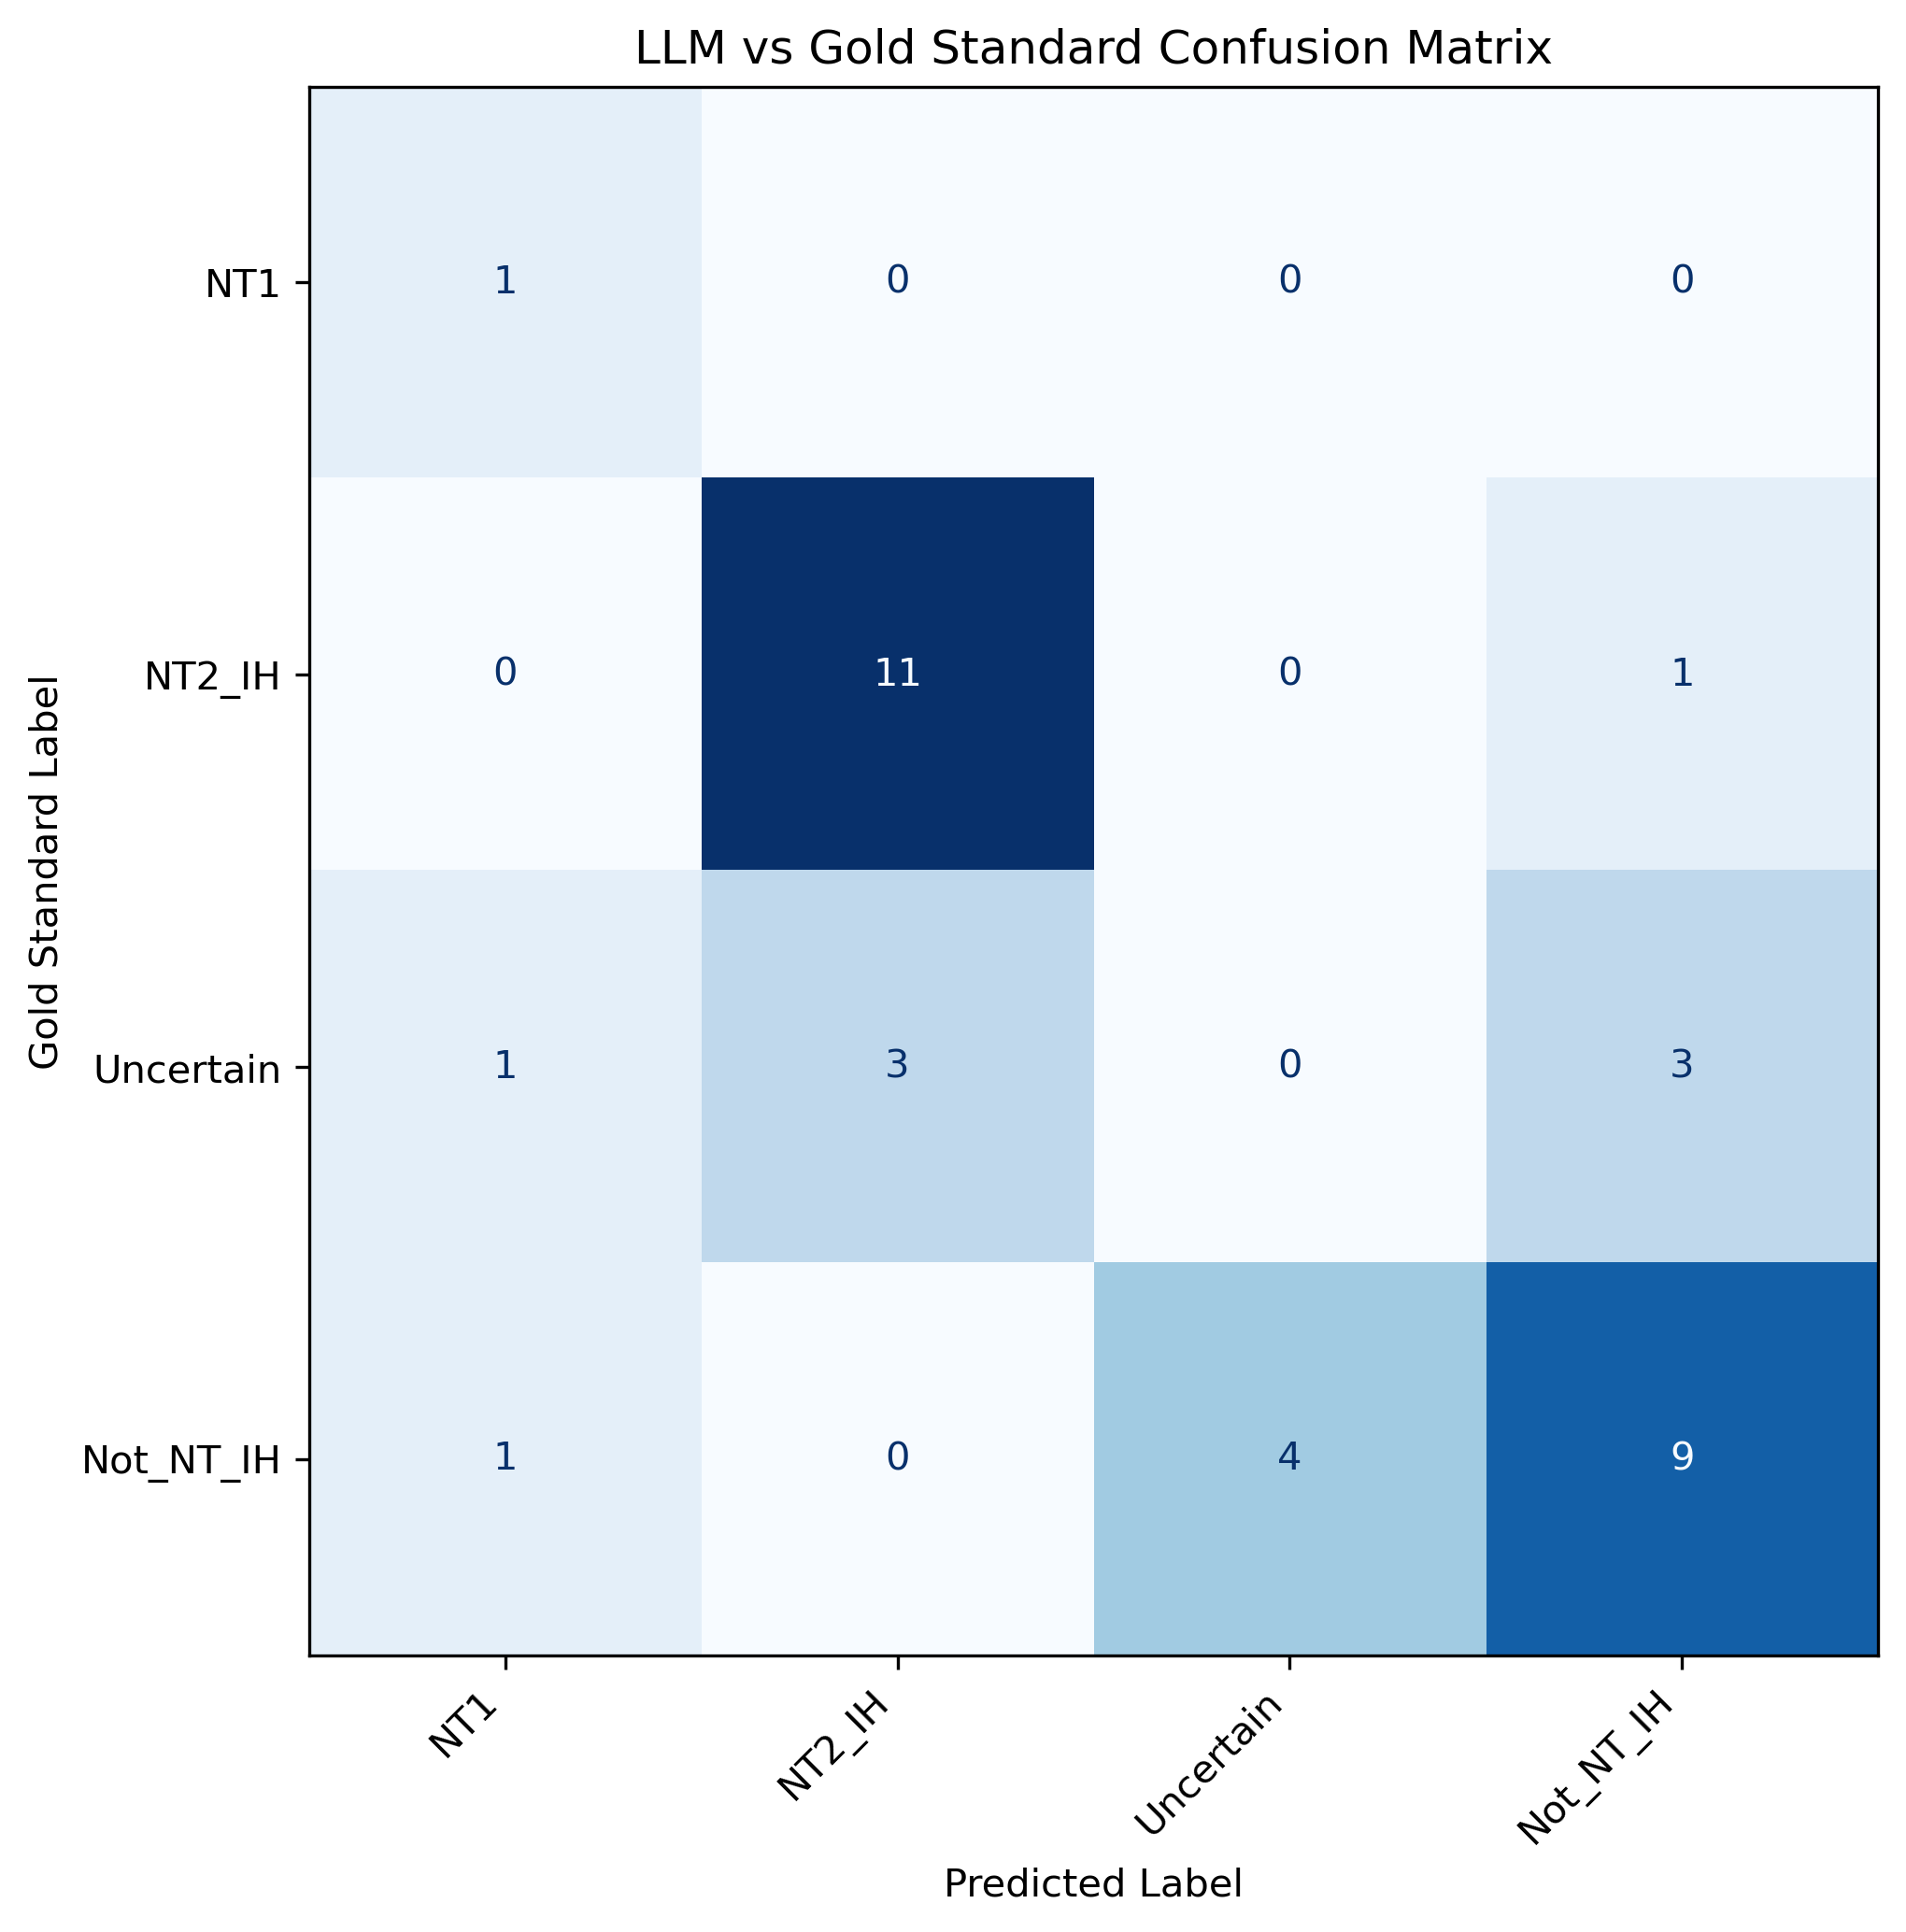 LLM vs Gold Standard Confusion Matrix
Gold Standard Label
NT1
1 0 0 0
NT2_IH
0 11 0 1
Uncertain
1 3 0 3
Not_NT_IH
1 0 4 9
NT1 NT2_IH Uncertain Not_NT_IH
Predicted Label